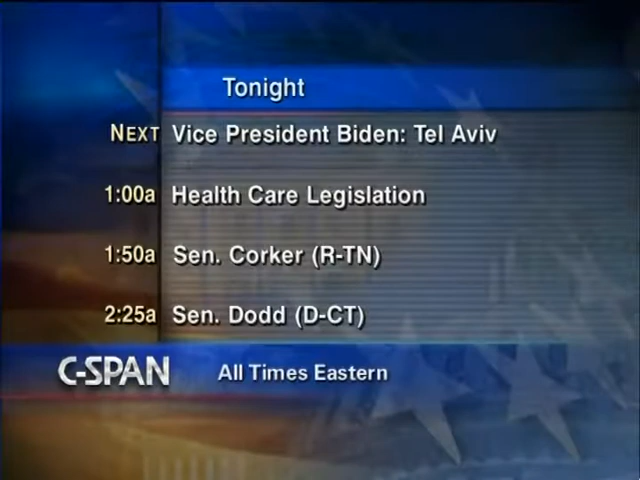 Tonight
NEXT Vice President Biden: Tel Aviv
1:00a Health Care Legislation
1:50a Sen. Corker (R-TN)
2:25a Sen. Dodd (D-CT)
C-SPAN All Times Eastern